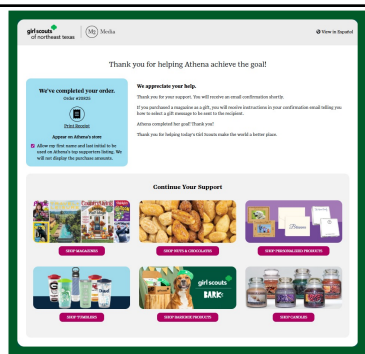 girl scouts
of northeast texas
M2 Media
View in Español
Thank you for helping Athena achieve the goal!
We've completed your order.
Print Receipt
Appear on Athena's store
Allow my first name and last initial to be
used on Athena's top supporters listing. We
will not display the purchase amounts.
We appreciate your help.
Thank you for your support. You will receive an email confirmation shortly.
If you purchased a magazine as a gift, you will receive instructions in your confirmation email telling you
how to select a gift message to be sent to the recipient.
Athena completed her goal! Thank you!
Thank you for helping today's Girl Scouts make the world a better place.
Continue Your Support
SHOP MAGAZINES
SHOP NUTS & CHOCOLATES
SHOP PERSONALIZED PRODUCTS
girl scouts
BARK
SHOP TUMBLERS
SHOP BARKBOX PRODUCTS
SHOP CANDLES